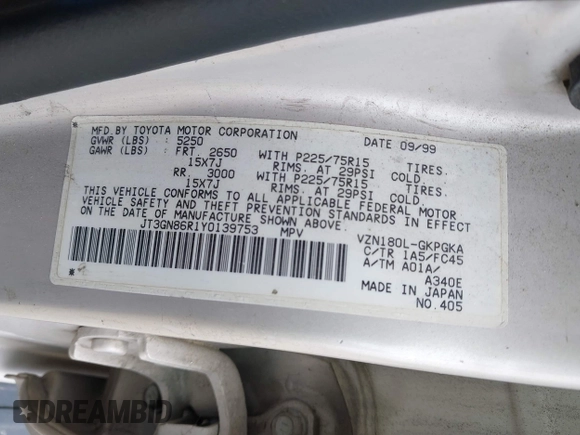 MFD.BY TOYOTA MOTOR CORPORATION DATE 09/99
GVWR (LBS) : 5250
GAWR (LBS) : FRT. 2650 WITH P225/75R15 TIRES.
15X7J RIMS. AT 29PSI COLD.
RR. 3000 WITH P225/75R15 TIRES.
15X7J RIMS. AT 29PSI COLD.
THIS VEHICLE CONFORMS TO ALL APPLICABLE FEDERAL MOTOR
VEHICLE SAFETY AND THEFT PREVENTION STANDARDS IN EFFECT
ON THE DATE OF MANUFACTURE SHOWN ABOVE.
JT3GN86R1Y0139753 MPV
VZN180L-GKPGKA
C/TR 1A5/FC45
A/TM A01A/
A340E
MADE IN JAPAN
NO.405
DREAMBID